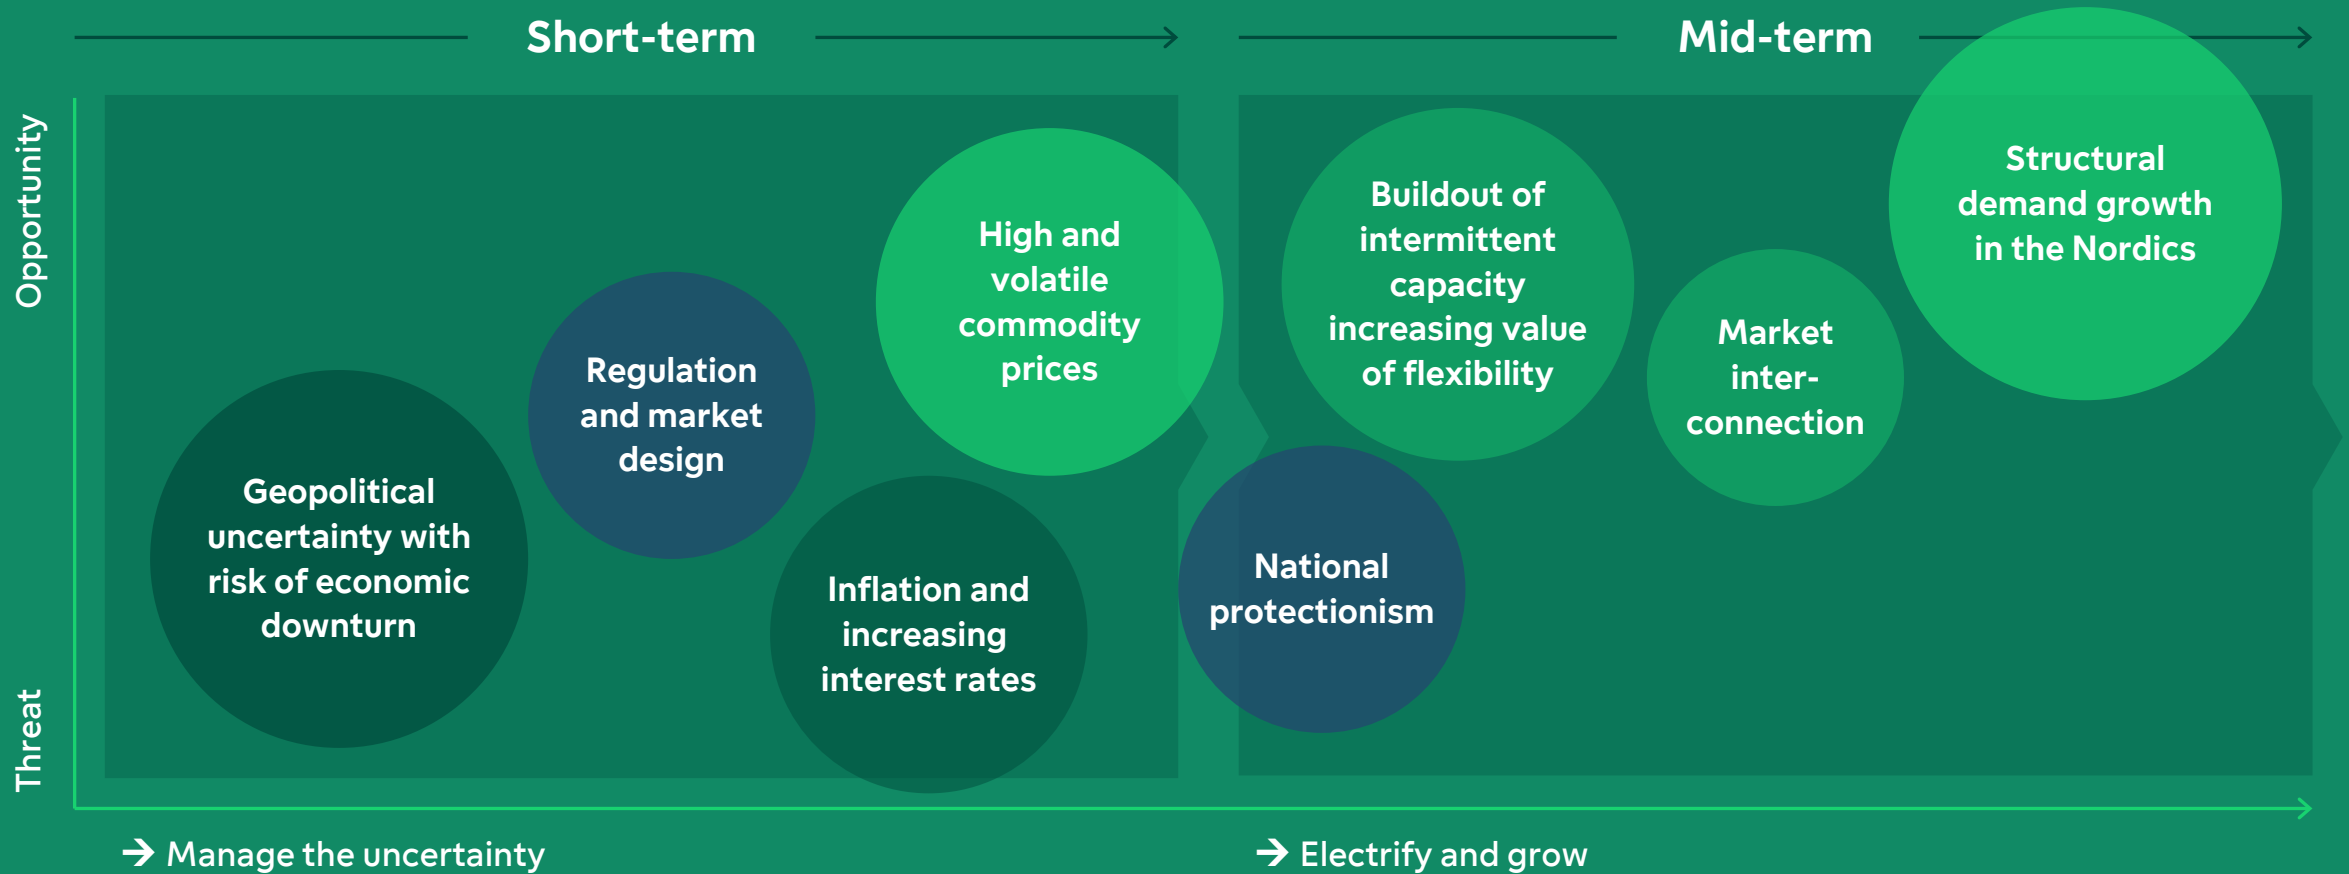 Short-term
Mid-term
Opportunity
Threat
Geopolitical
uncertainty with
risk of economic
downturn
Regulation
and market
design
Inflation and
increasing
interest rates
High and
volatile
commodity
prices
National
protectionism
Buildout of
intermittent
capacity
increasing value
of flexibility
Market
inter-
connection
Structural
demand growth
in the Nordics
→ Manage the uncertainty
→ Electrify and grow